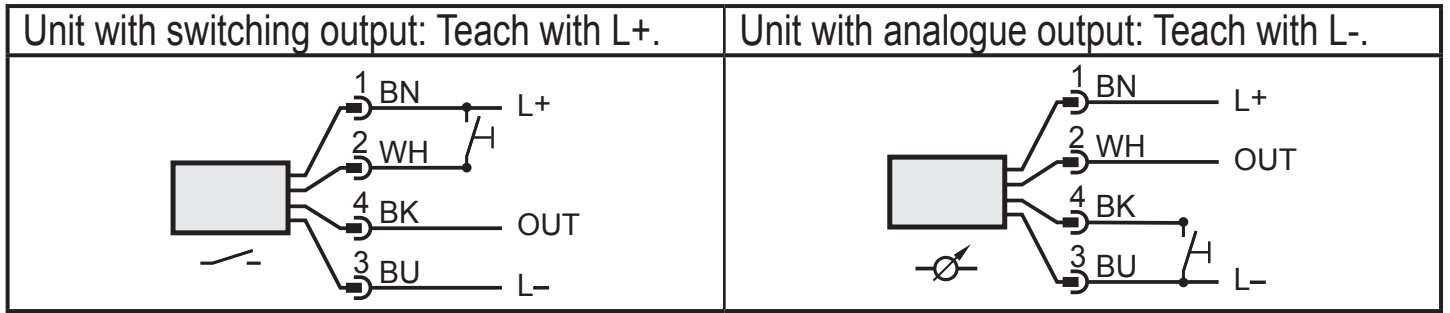 Unit with switching output: Teach with L+.
1 BN L+
2 WH
4 BK OUT
3 BU L–
Unit with analogue output: Teach with L-.
1 BN L+
2 WH OUT
4 BK
3 BU L–